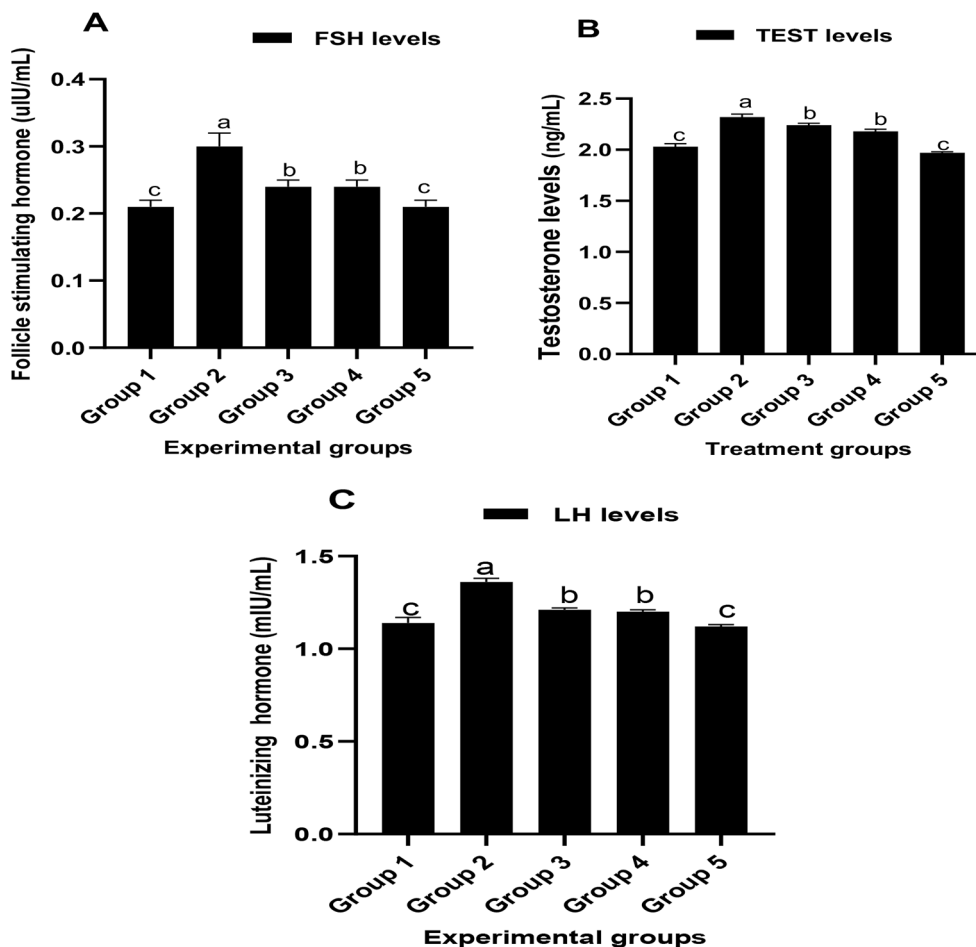 A
FSH levels
Follicle stimulating hormone (uIU/mL)
0.4
0.3
0.2
0.1
0.0
c
a
b
b
c
Group 1
Group 2
Group 3
Group 4
Group 5
Experimental groups
B
TEST levels
Testosterone levels (ng/mL)
2.5
2.0
1.5
1.0
0.5
0.0
c
a
b
b
c
Group 1
Group 2
Group 3
Group 4
Group 5
Treatment groups
C
LH levels
Luteinizing hormone (mIU/mL)
1.5
1.0
0.5
0.0
c
a
b
b
c
Group 1
Group 2
Group 3
Group 4
Group 5
Experimental groups